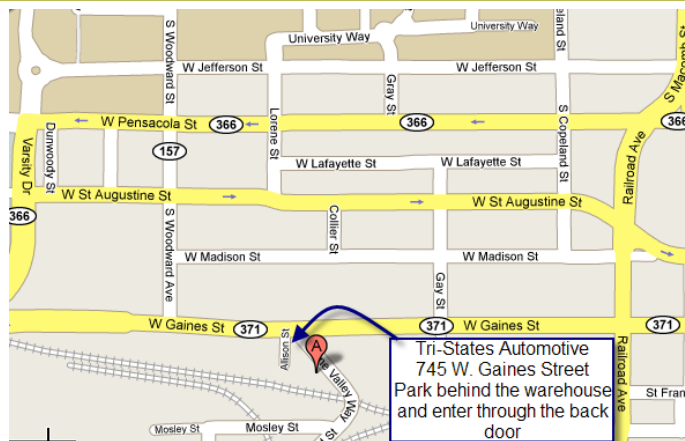 University Way
University Way
W Jefferson St
W Jefferson St
S Woodward St
Gray St
S Macomb St
W Pensacola St
366
366
366
Lorene St
S Copeland St
Railroad Ave
Varsity Dr
Dunwoody St
157
W Lafayette St
W Lafayette St
W St Augustine St
W St Augustine St
366
Collier St
S Woodward Ave
W Madison St
W Madison St
Gay St
W Gaines St
371
371
W Gaines St
371
Alison St
A
Valley Way
Railroad Ave
Tri-States Automotive
745 W. Gaines Street
Park behind the warehouse
and enter through the back
door
St Fran
Mosley St
Mosley St
St